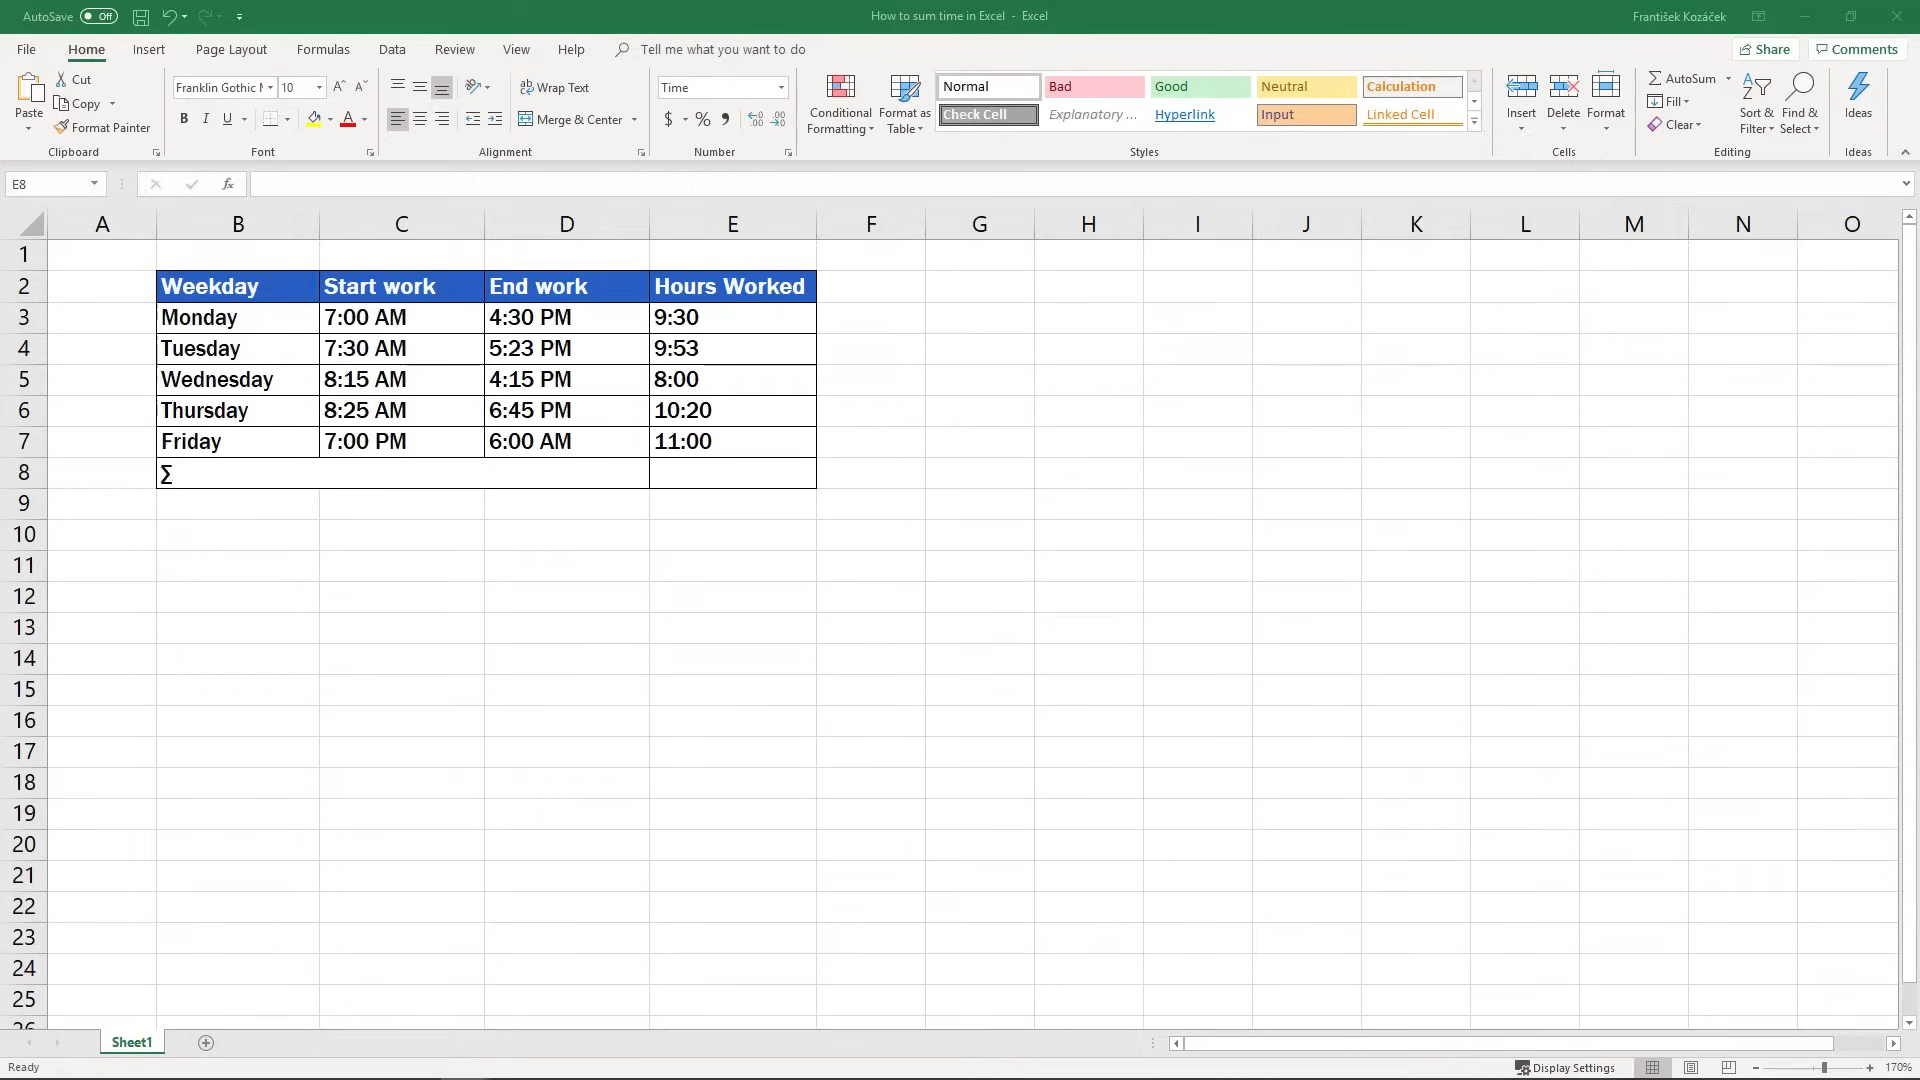 AutoSave Off How to sum time in Excel - Excel František Kozáček
File Home Insert Page Layout Formulas Data Review View Help Tell me what you want to do Share Comments
Paste Cut Copy Format Painter Clipboard
Franklin Gothic M 10 B I U A Font
Wrap Text Merge & Center Alignment
Time $ % Number
Conditional Formatting Format as Table
Normal Bad Good Neutral Calculation
Check Cell Explanatory ... Hyperlink Input Linked Cell
Styles
Insert Delete Format Cells
AutoSum Fill Clear Sort & Filter Find & Select Editing
Ideas Ideas
E8 fx
A B C D E F G H I J K L M N O
1
2 Weekday Start work End work Hours Worked
3 Monday 7:00 AM 4:30 PM 9:30
4 Tuesday 7:30 AM 5:23 PM 9:53
5 Wednesday 8:15 AM 4:15 PM 8:00
6 Thursday 8:25 AM 6:45 PM 10:20
7 Friday 7:00 PM 6:00 AM 11:00
8 ∑
9
10
11
12
13
14
15
16
17
18
19
20
21
22
23
24
25
26
Sheet1
Ready Display Settings 170%